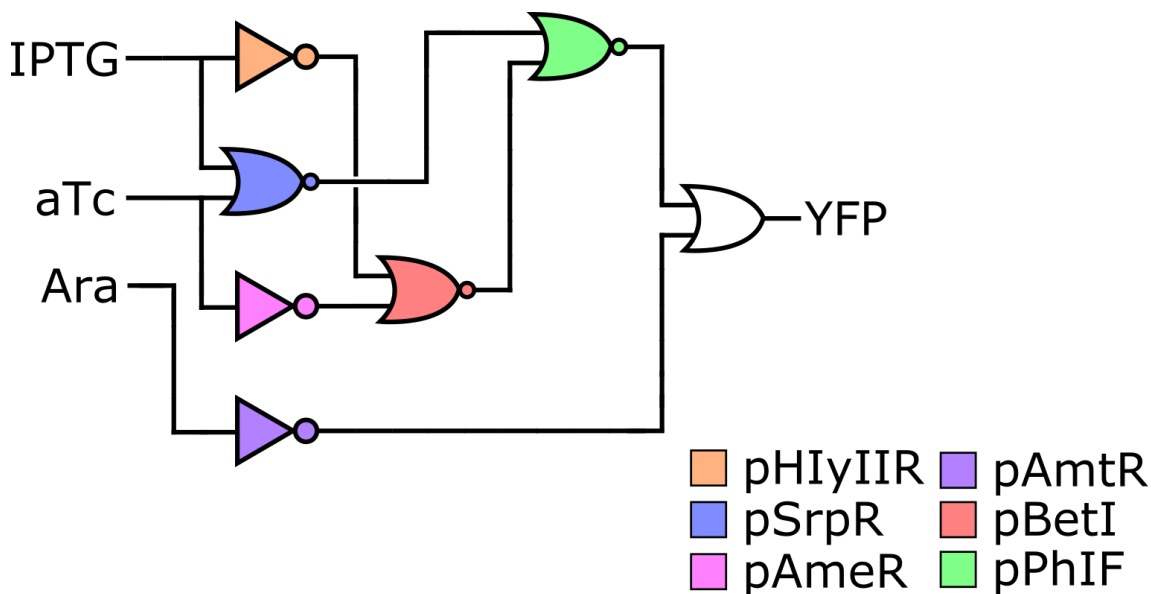 IPTG
aTc
Ara
YFP
pHIyIIR
pSrpR
pAmeR
pAmtR
pBetI
pPhIF